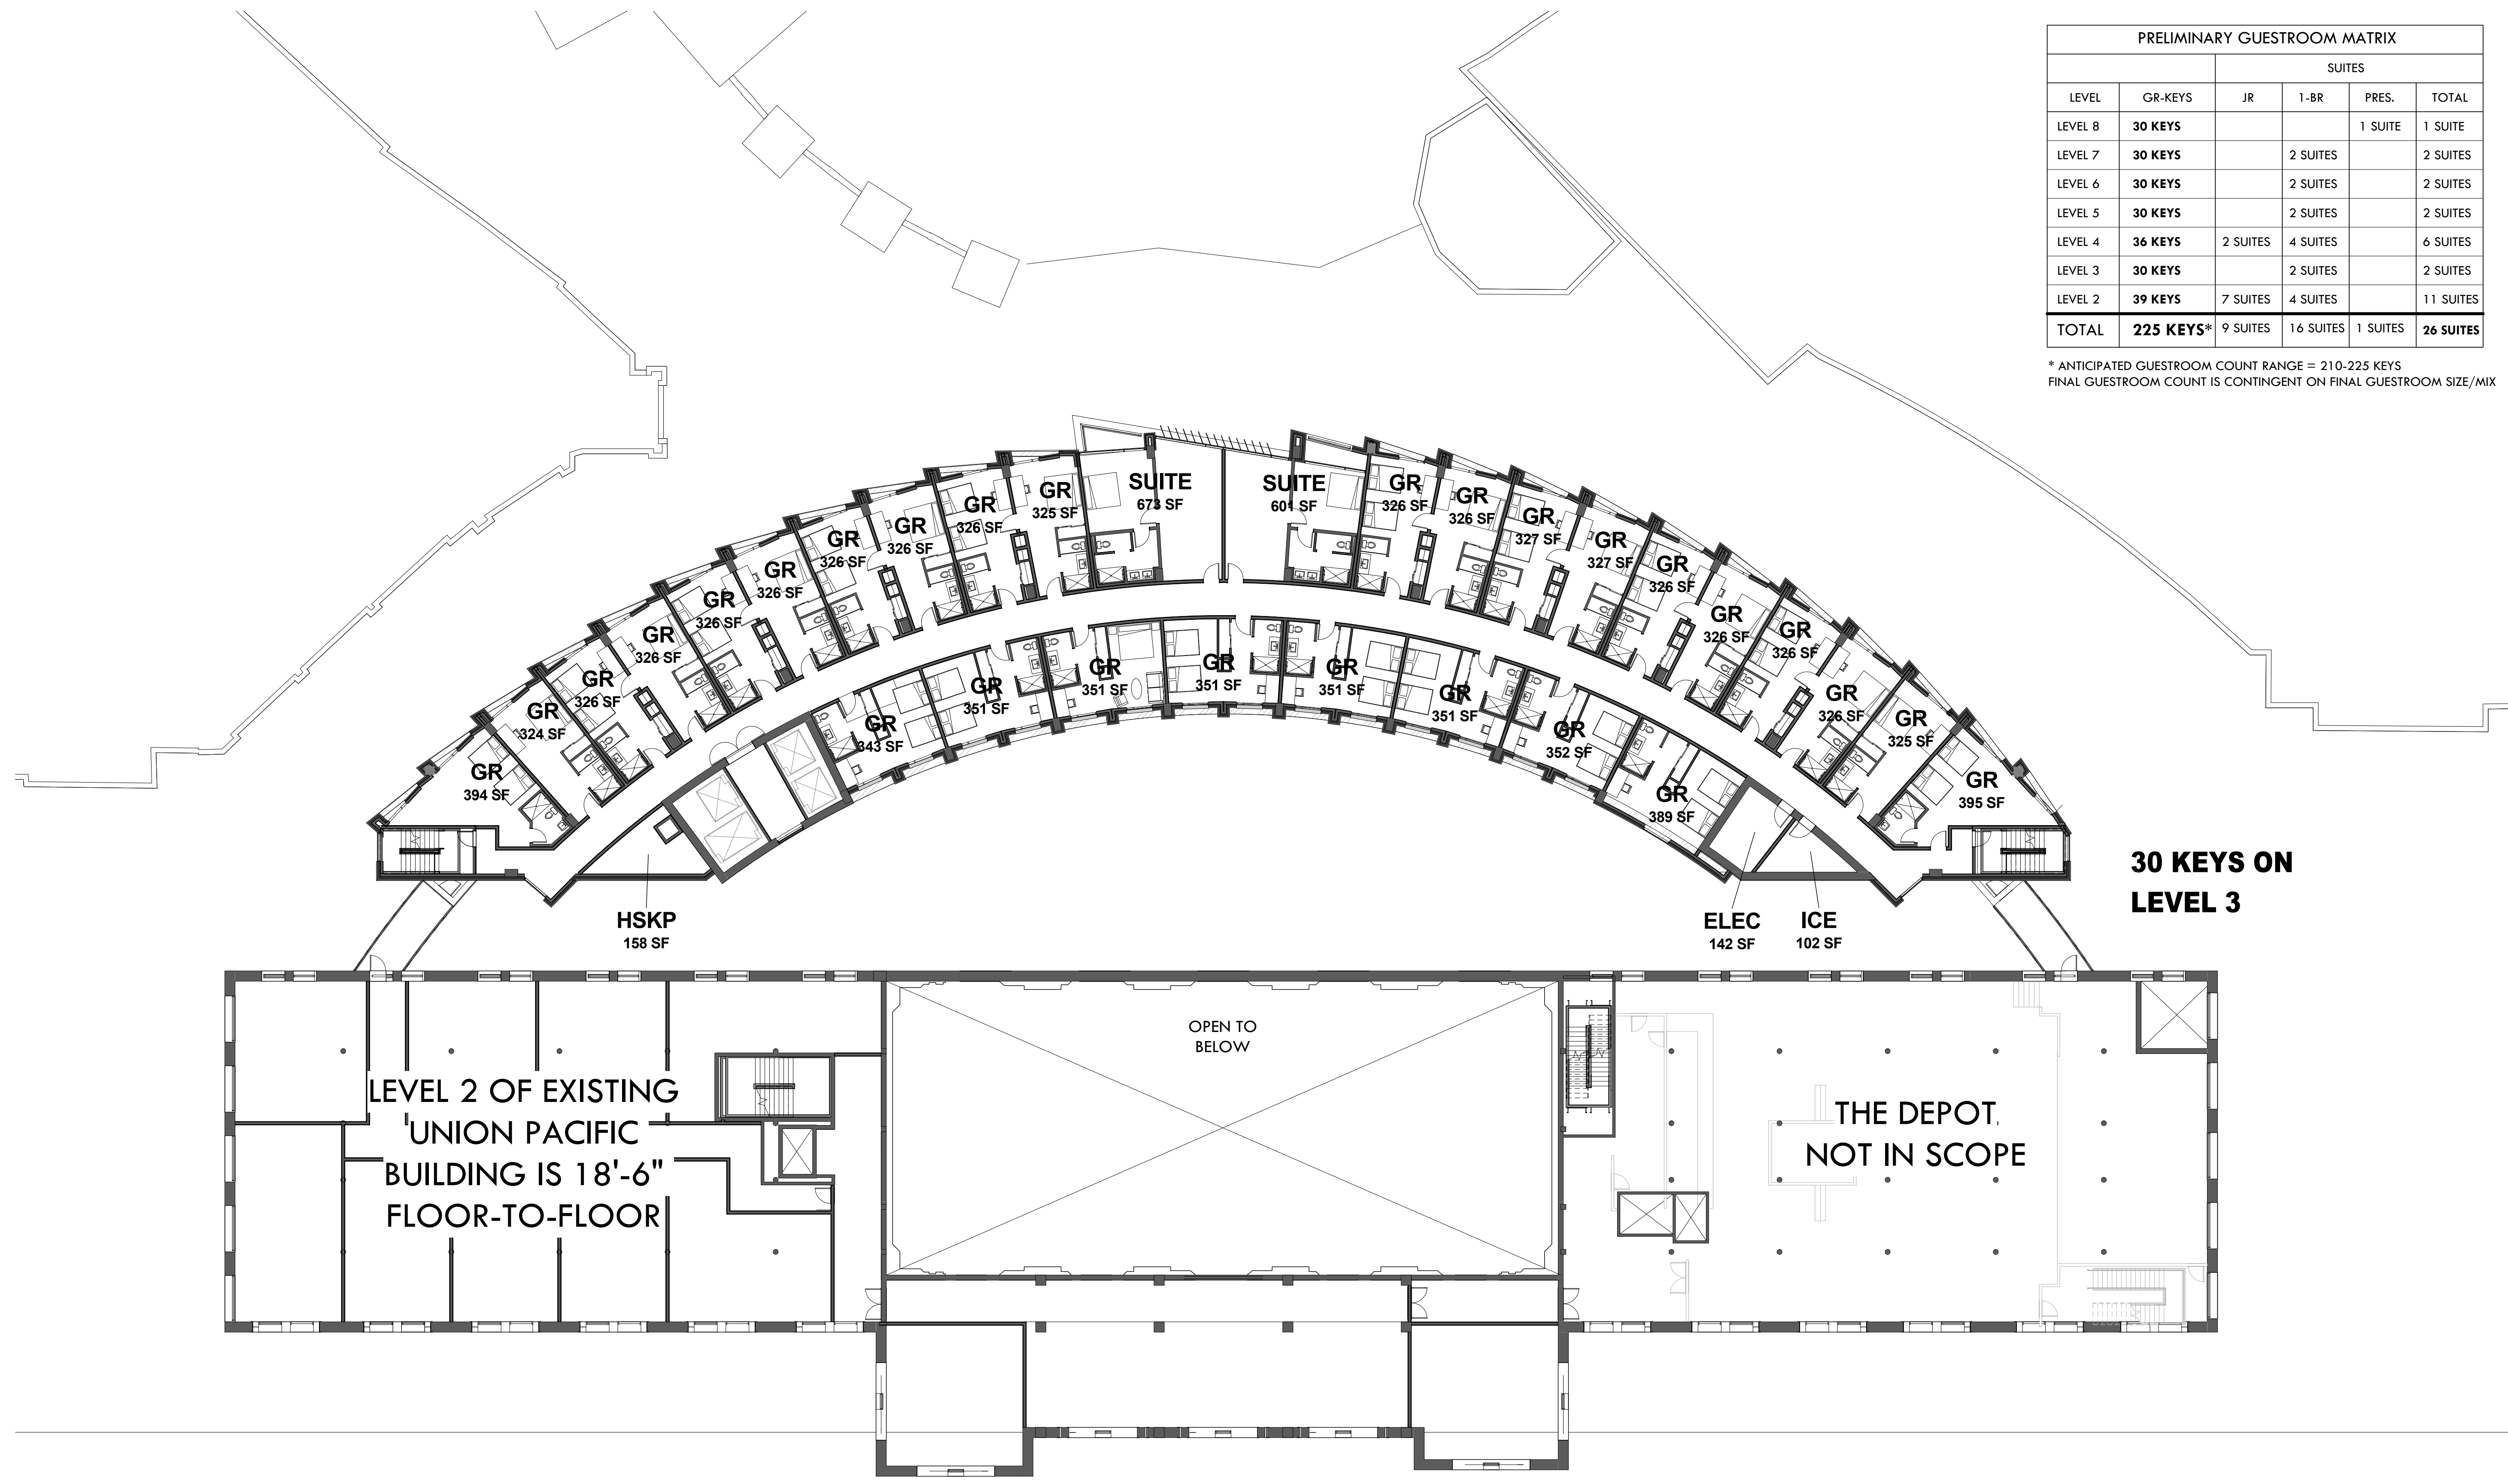 PRELIMINARY GUESTROOM MATRIX
SUITES
LEVEL GR-KEYS JR 1-BR PRES. TOTAL
LEVEL 8 30 KEYS 1 SUITE 1 SUITE
LEVEL 7 30 KEYS 2 SUITES 2 SUITES
LEVEL 6 30 KEYS 2 SUITES 2 SUITES
LEVEL 5 30 KEYS 2 SUITES 2 SUITES
LEVEL 4 36 KEYS 2 SUITES 4 SUITES 6 SUITES
LEVEL 3 30 KEYS 2 SUITES 2 SUITES
LEVEL 2 39 KEYS 7 SUITES 4 SUITES 11 SUITES
TOTAL 225 KEYS* 9 SUITES 16 SUITES 1 SUITES 26 SUITES
* ANTICIPATED GUESTROOM COUNT RANGE = 210-225 KEYS
FINAL GUESTROOM COUNT IS CONTINGENT ON FINAL GUESTROOM SIZE/MIX
GR
394 SF
GR
324 SF
GR
326 SF
GR
326 SF
GR
326 SF
GR
326 SF
GR
326 SF
GR
326 SF
GR
326 SF
GR
325 SF
SUITE
673 SF
SUITE
601 SF
GR
326 SF
GR
326 SF
GR
327 SF
GR
327 SF
GR
326 SF
GR
326 SF
GR
326 SF
GR
326 SF
GR
325 SF
GR
395 SF
GR
343 SF
GR
351 SF
GR
351 SF
GR
351 SF
GR
351 SF
GR
351 SF
GR
352 SF
GR
389 SF
30 KEYS ON
LEVEL 3
HSKP
158 SF
ELEC
142 SF
ICE
102 SF
OPEN TO
BELOW
LEVEL 2 OF EXISTING
UNION PACIFIC
BUILDING IS 18'-6"
FLOOR-TO-FLOOR
THE DEPOT,
NOT IN SCOPE